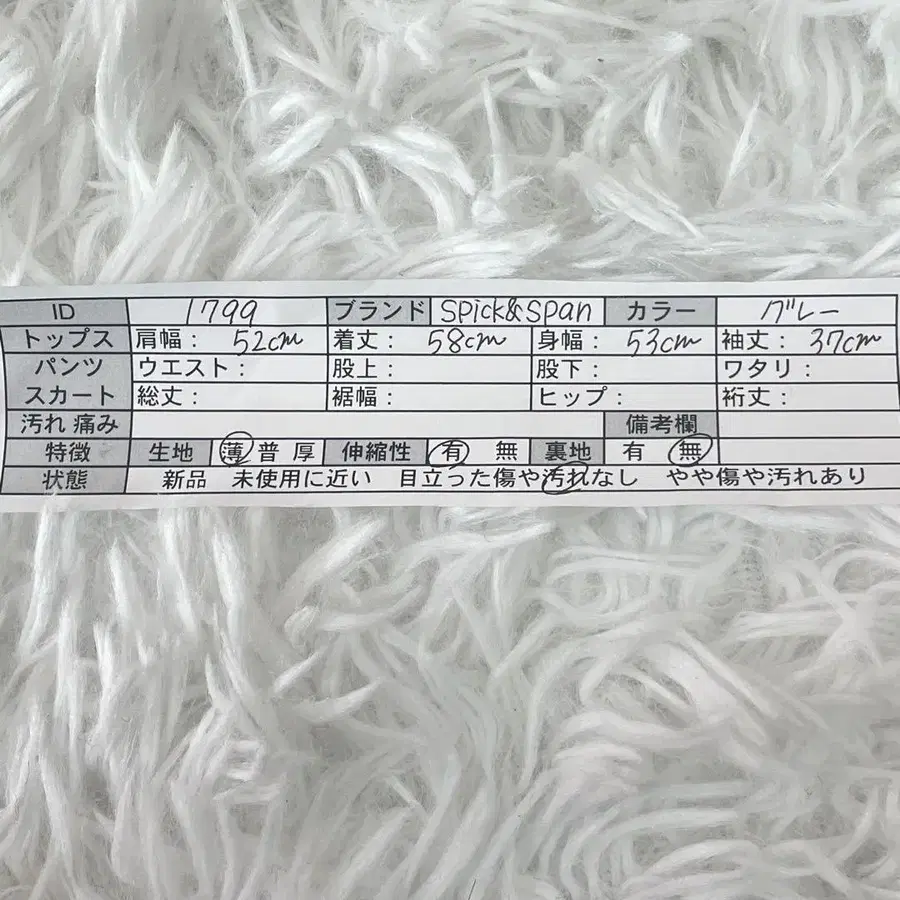 ID 1799 ブランド Spick&Span カラー グレー
トップス 肩幅： 52cm 着丈： 58cm 身幅： 53cm 袖丈： 37cm
パンツ ウエスト： 股上： 股下： ワタリ：
スカート 総丈： 裾幅： ヒップ： 裄丈：
汚れ 痛み 備考欄
特徴 生地 薄 普 厚 伸縮性 有 無 裏地 有 無
状態 新品 未使用に近い 目立った傷や汚れなし やや傷や汚れあり